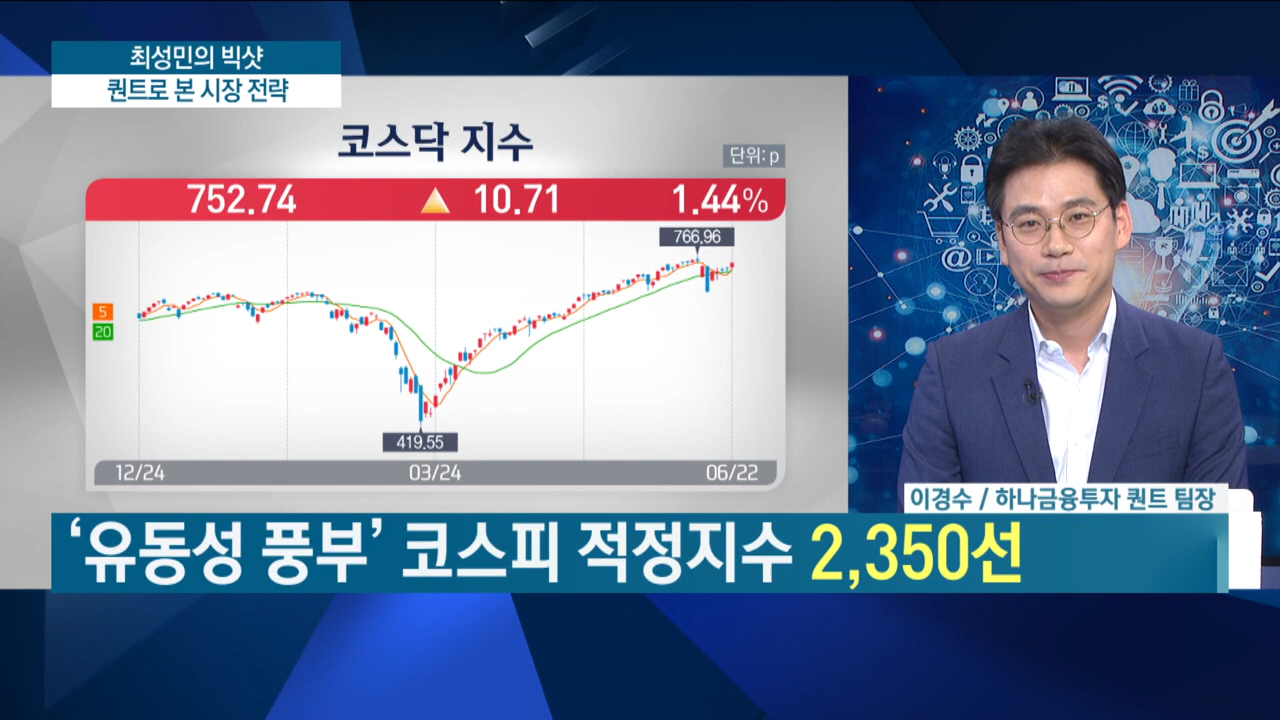 최성민의 빅샷
퀀트로 본 시장 전략
코스닥 지수
단위: p
752.74 ▲ 10.71 1.44%
766.96
5
20
419.55
12/24 03/24 06/22
@
$
$
이경수 / 하나금융투자 퀀트 팀장
‘유동성 풍부’ 코스피 적정지수 2,350선